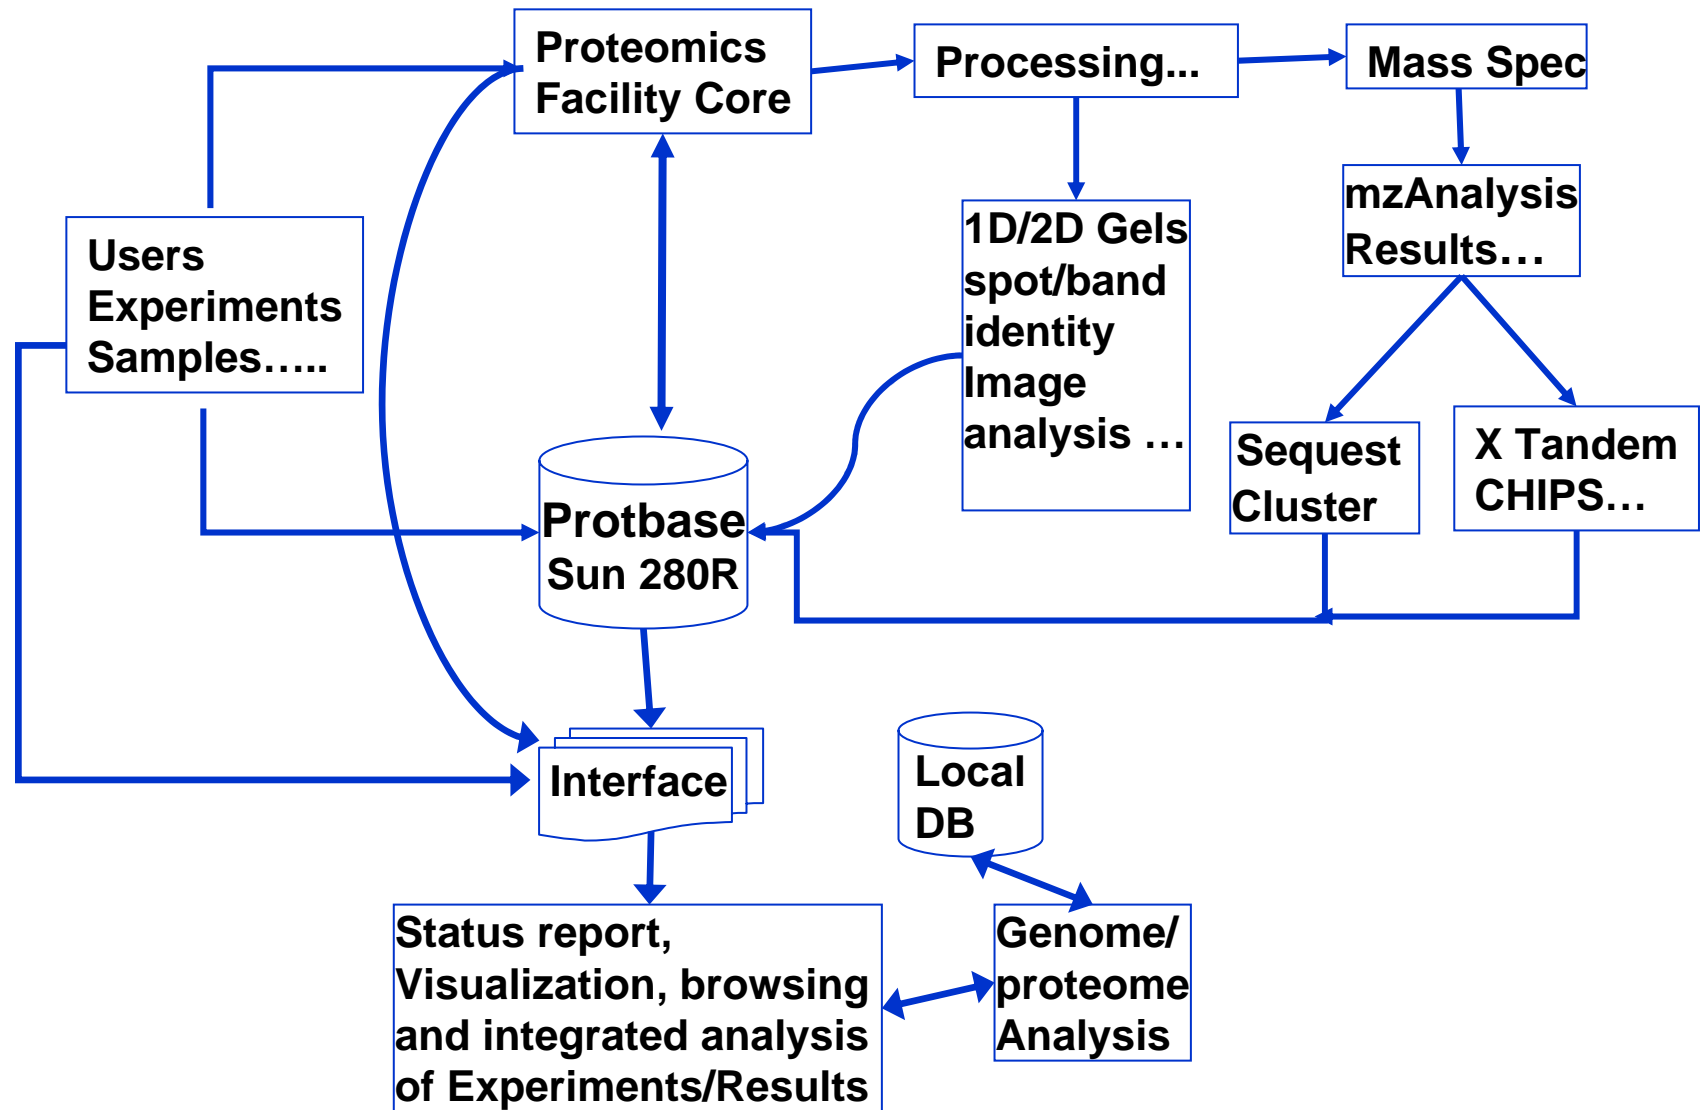 Proteomics
Facility Core
Processing...
Mass Spec
Users
Experiments
Samples…..
1D/2D Gels
spot/band
identity
Image
analysis …
mzAnalysis
Results…
Sequest
Cluster
X Tandem
CHIPS…
Protbase
Sun 280R
Interface
Local
DB
Status report,
Visualization, browsing
and integrated analysis
of Experiments/Results
Genome/
proteome
Analysis